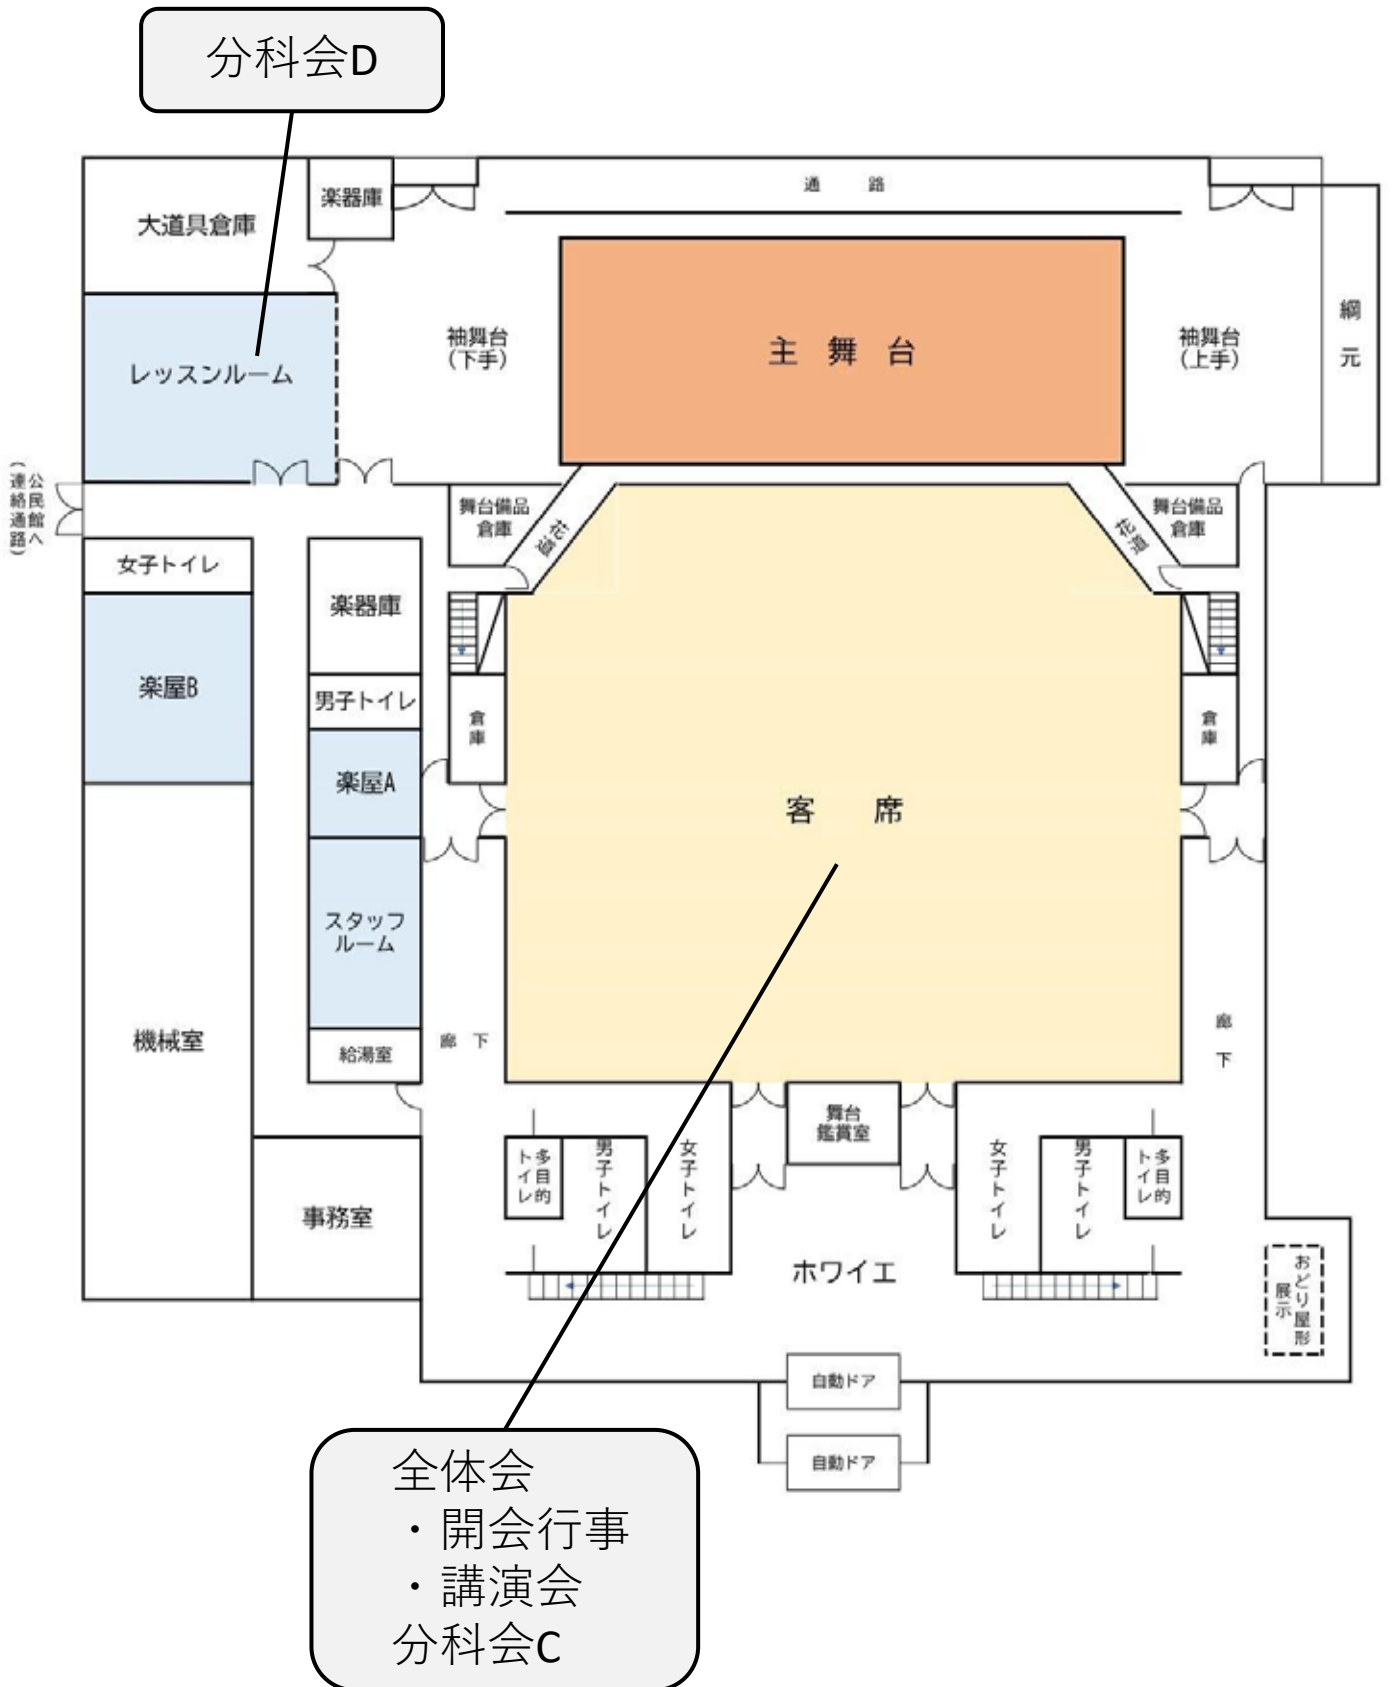 分科会D
通 路
楽器庫
大道具倉庫
主 舞 台
袖舞台
(下手)
袖舞台
(上手)
綱元
レッスンルーム
公民館へ
(連絡通路)
舞台備品
倉庫
花道
花道
舞台備品
倉庫
女子トイレ
楽器庫
楽屋B
男子トイレ
倉庫
倉庫
楽屋A
客 席
スタッフ
ルーム
機械室
給湯室
廊 下
廊下
舞台
鑑賞室
多目的
トイレ
男子トイレ
女子トイレ
女子トイレ
男子トイレ
多目的
トイレ
事務室
ホワイエ
おどり屋形
展示
自動ドア
自動ドア
全体会
・開会行事
・講演会
分科会C